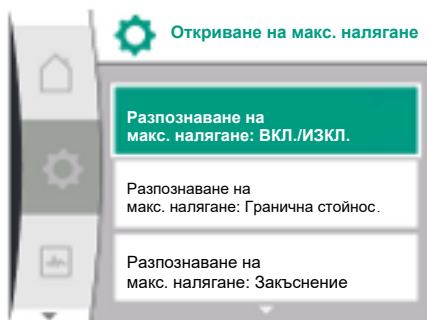 Откриване на макс. налягане
Разпознаване на
макс. налягане: ВКЛ./ИЗКЛ.
Разпознаване на
макс. налягане: Гранична стойнос.
Разпознаване на
макс. налягане: Закъснение